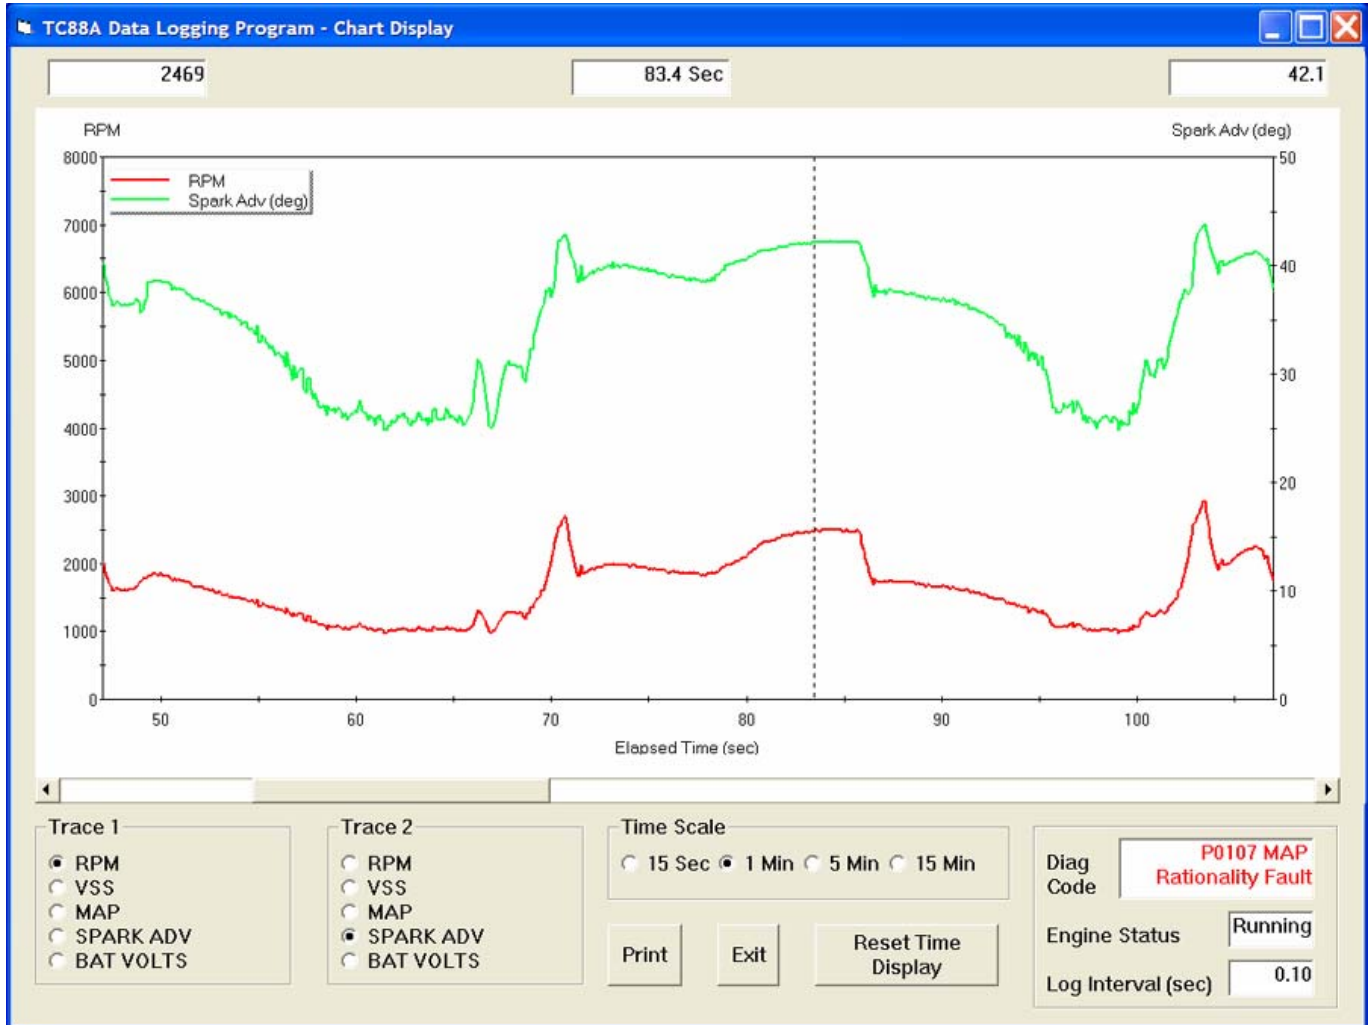 TC88A Data Logging Program - Chart Display
2469
83.4 Sec
42.1
RPM
Spark Adv (deg)
8000
7000
6000
5000
4000
3000
2000
1000
0
RPM
Spark Adv (deg)
50
40
30
20
10
0
50 60 70 80 90 100
Elapsed Time (sec)
Trace 1
RPM
VSS
MAP
SPARK ADV
BAT VOLTS
Trace 2
RPM
VSS
MAP
SPARK ADV
BAT VOLTS
Time Scale
15 Sec 1 Min 5 Min 15 Min
Print
Exit
Reset Time
Display
Diag
Code
P0107 MAP
Rationality Fault
Engine Status Running
Log Interval (sec) 0.10